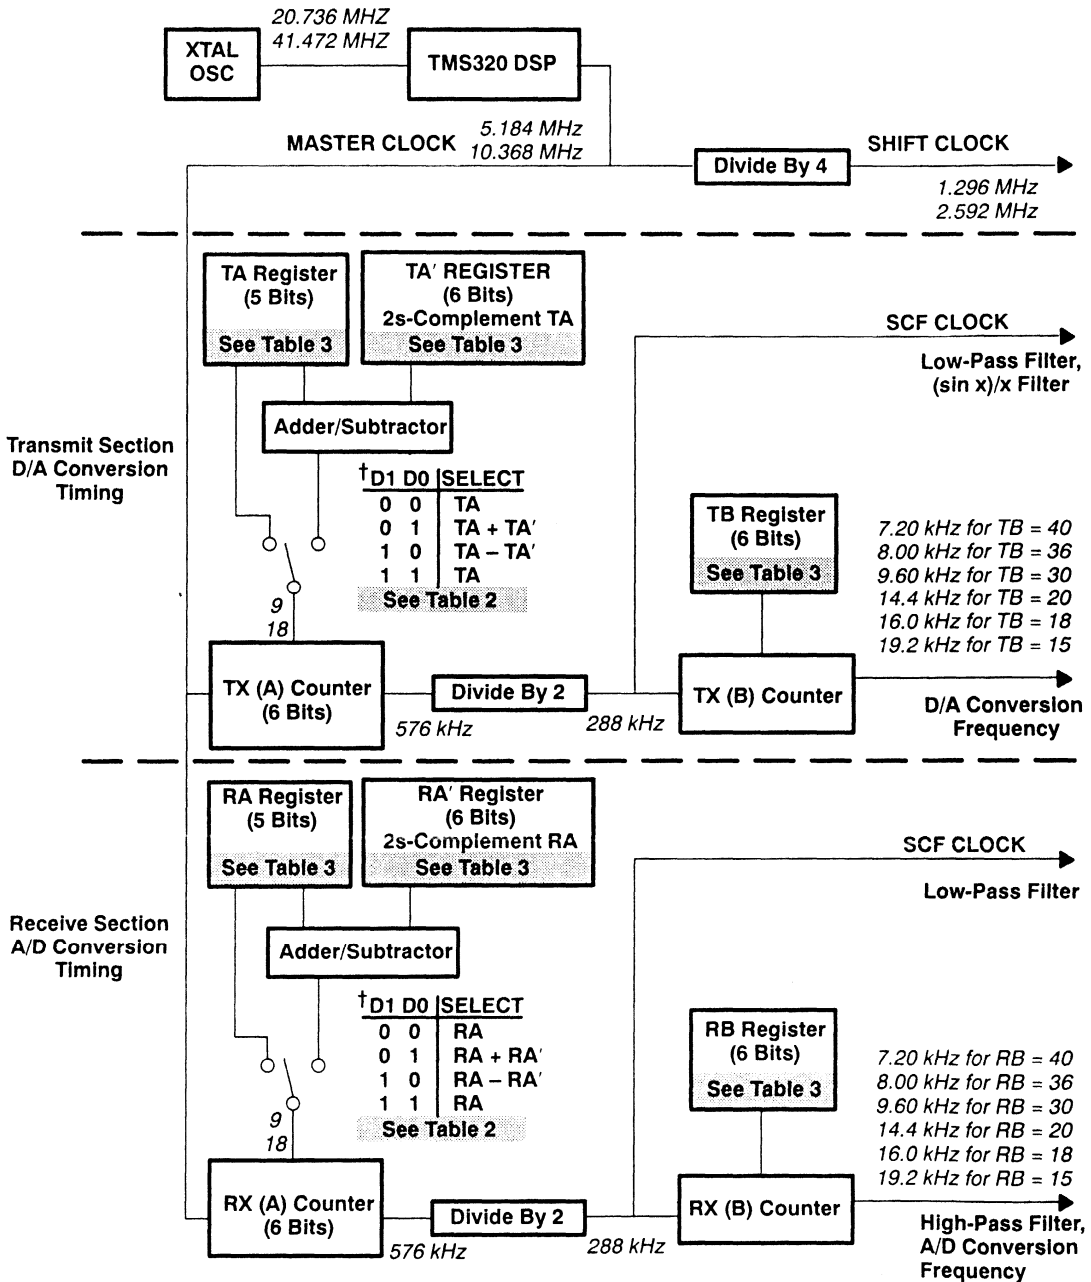 20.736 MHZ
41.472 MHZ
XTAL
OSC
TMS320 DSP
MASTER CLOCK
5.184 MHz
10.368 MHz
Divide By 4
SHIFT CLOCK
1.296 MHz
2.592 MHz
TA Register
(5 Bits)
See Table 3
TA′ REGISTER
(6 Bits)
2s-Complement TA
See Table 3
SCF CLOCK
Low-Pass Filter,
(sin x)/x Filter
Adder/Subtractor
Transmit Section
D/A Conversion
Timing
†D1 D0 SELECT
0 0 TA
0 1 TA + TA′
1 0 TA – TA′
1 1 TA
See Table 2
9
18
TB Register
(6 Bits)
See Table 3
7.20 kHz for TB = 40
8.00 kHz for TB = 36
9.60 kHz for TB = 30
14.4 kHz for TB = 20
16.0 kHz for TB = 18
19.2 kHz for TB = 15
TX (A) Counter
(6 Bits)
576 kHz
Divide By 2
288 kHz
TX (B) Counter
D/A Conversion
Frequency
RA Register
(5 Bits)
See Table 3
RA′ Register
(6 Bits)
2s-Complement RA
See Table 3
SCF CLOCK
Low-Pass Filter
Receive Section
A/D Conversion
Timing
Adder/Subtractor
†D1 D0 SELECT
0 0 RA
0 1 RA + RA′
1 0 RA – RA′
1 1 RA
See Table 2
9
18
RB Register
(6 Bits)
See Table 3
7.20 kHz for RB = 40
8.00 kHz for RB = 36
9.60 kHz for RB = 30
14.4 kHz for RB = 20
16.0 kHz for RB = 18
19.2 kHz for RB = 15
RX (A) Counter
(6 Bits)
576 kHz
Divide By 2
288 kHz
RX (B) Counter
High-Pass Filter,
A/D Conversion
Frequency